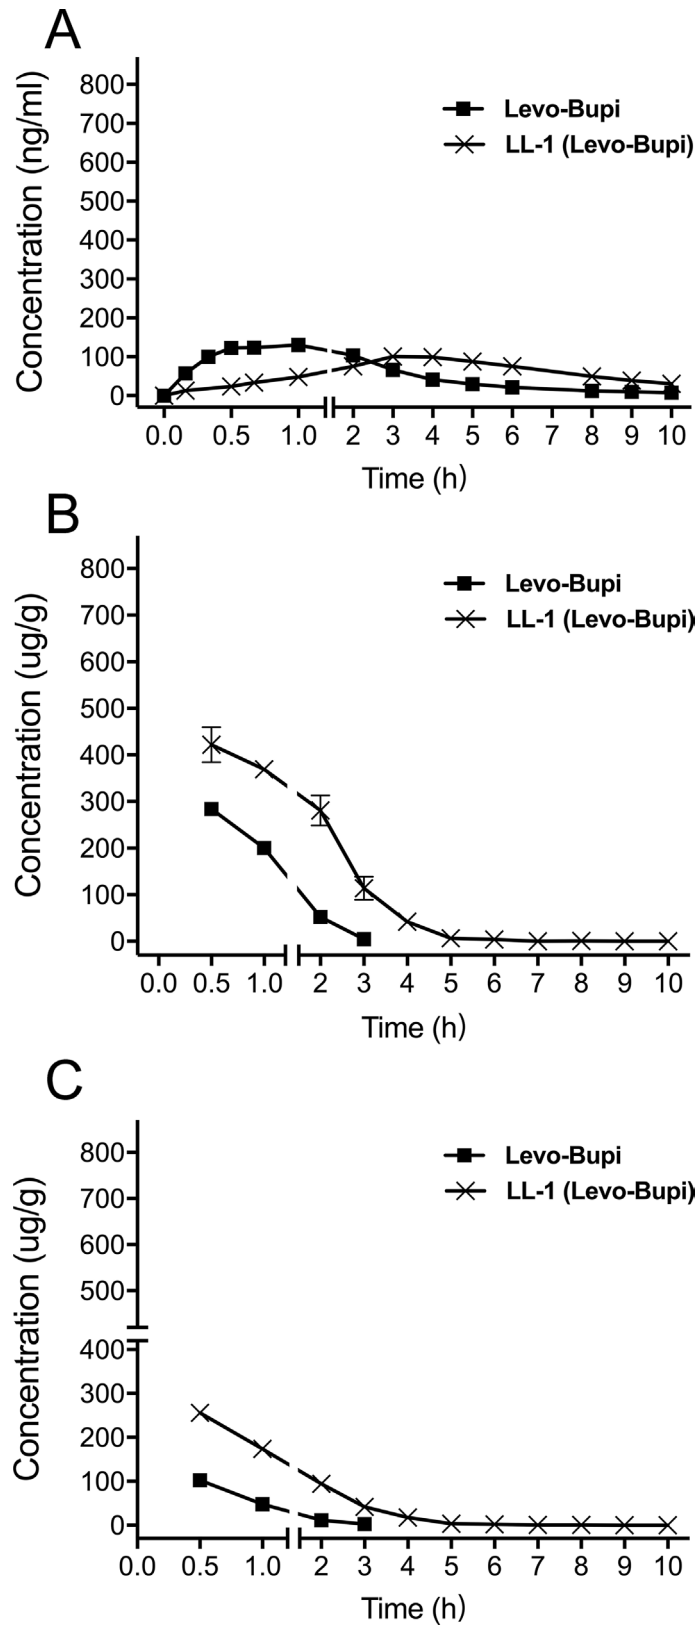 A
Concentration (ng/ml)
800
700
600
500
400
300
200
100
0
Levo-Bupi
LL-1 (Levo-Bupi)
0.0 0.5 1.0 2 3 4 5 6 7 8 9 10
Time (h)
B
Concentration (ug/g)
800
700
600
500
400
300
200
100
0
Levo-Bupi
LL-1 (Levo-Bupi)
0.0 0.5 1.0 2 3 4 5 6 7 8 9 10
Time (h)
C
Concentration (ug/g)
800
700
600
500
400
300
200
100
0
Levo-Bupi
LL-1 (Levo-Bupi)
0.0 0.5 1.0 2 3 4 5 6 7 8 9 10
Time (h)